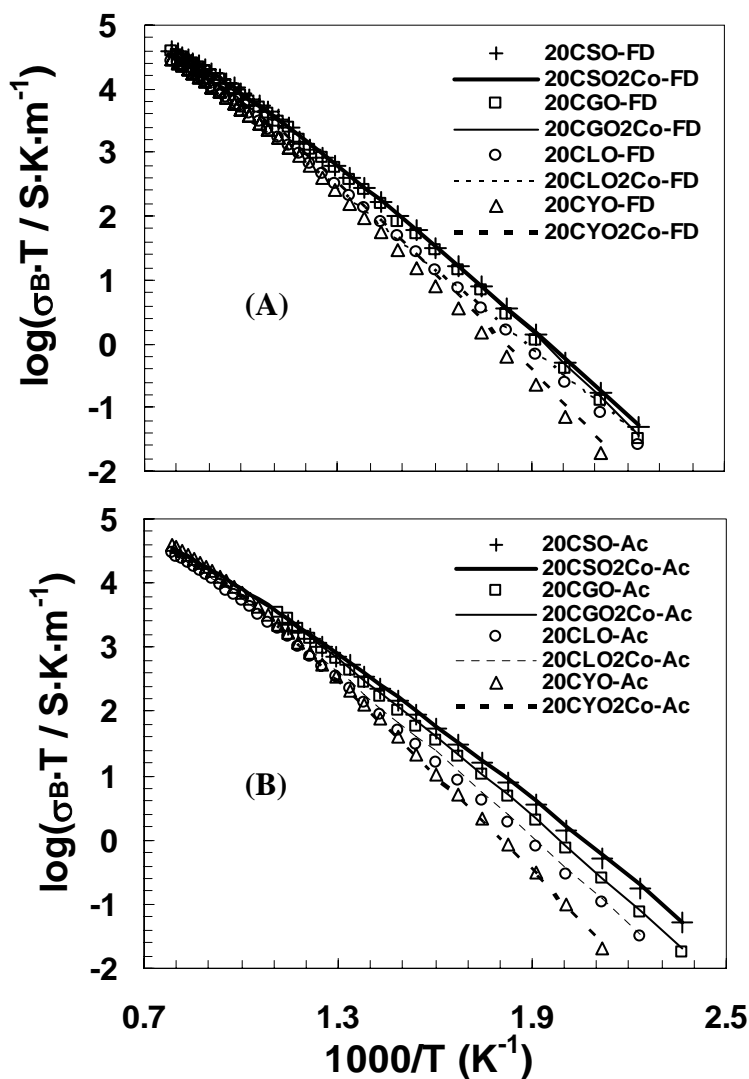 5
4
3
2
1
0
-1
-2
log(σB·T / S·K·m-1)
20CSO-FD
20CSO2Co-FD
20CGO-FD
20CGO2Co-FD
20CLO-FD
20CLO2Co-FD
20CYO-FD
20CYO2Co-FD
(A)
5
4
3
2
1
0
-1
-2
log(σB·T / S·K·m-1)
20CSO-Ac
20CSO2Co-Ac
20CGO-Ac
20CGO2Co-Ac
20CLO-Ac
20CLO2Co-Ac
20CYO-Ac
20CYO2Co-Ac
(B)
0.7 1.3 1.9 2.5
1000/T (K-1)